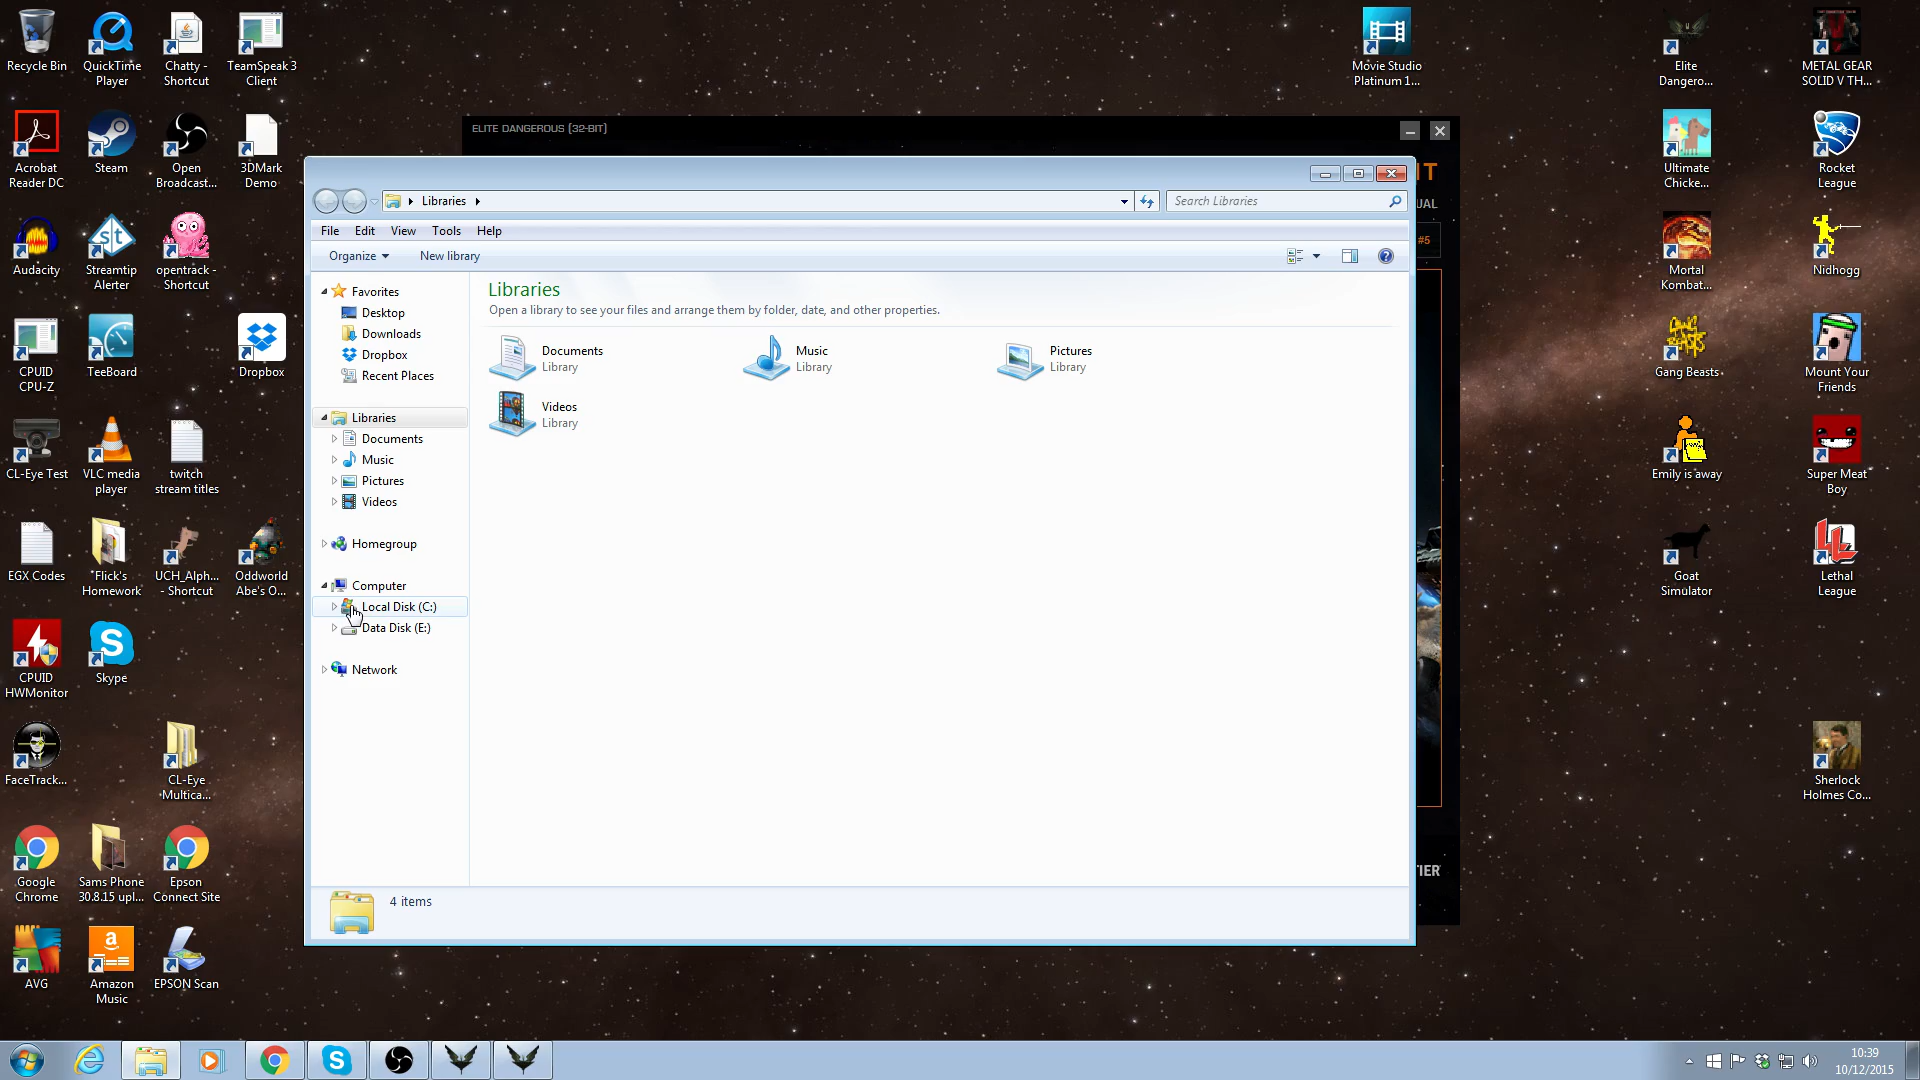 Recycle Bin
QuickTime
Player
Chatty -
Shortcut
TeamSpeak 3
Client
Acrobat
Reader DC
Steam
Open
Broadcast...
3DMark
Demo
Audacity
Streamtip
Alerter
opentrack -
Shortcut
CPUID
CPU-Z
TeeBoard
Dropbox
CL-Eye Test
VLC media
player
twitch
stream titles
EGX Codes
"Flick's
Homework
UCH_Alph...
- Shortcut
Oddworld
Abe's O...
CPUID
HWMonitor
Skype
FaceTrack...
CL-Eye
Multica...
Google
Chrome
Sams Phone
30.8.15 upl...
Epson
Connect Site
AVG
Amazon
Music
EPSON Scan
ELITE DANGEROUS (32-BIT)
Libraries
Search Libraries
File Edit View Tools Help
Organize
New library
Favorites
Desktop
Downloads
Dropbox
Recent Places
Libraries
Documents
Music
Pictures
Videos
Homegroup
Computer
Local Disk (C:)
Data Disk (E:)
Network
Libraries
Open a library to see your files and arrange them by folder, date, and other properties.
Documents
Library
Music
Library
Pictures
Library
Videos
Library
4 items
IT
UAL
#5
TIER
Movie Studio
Platinum 1...
Elite
Dangero...
METAL GEAR
SOLID V TH...
Ultimate
Chicke...
Rocket
League
Mortal
Kombat...
Nidhogg
Gang Beasts
Mount Your
Friends
Emily is away
Super Meat
Boy
Goat
Simulator
Lethal
League
Sherlock
Holmes Co...
10:39
10/12/2015